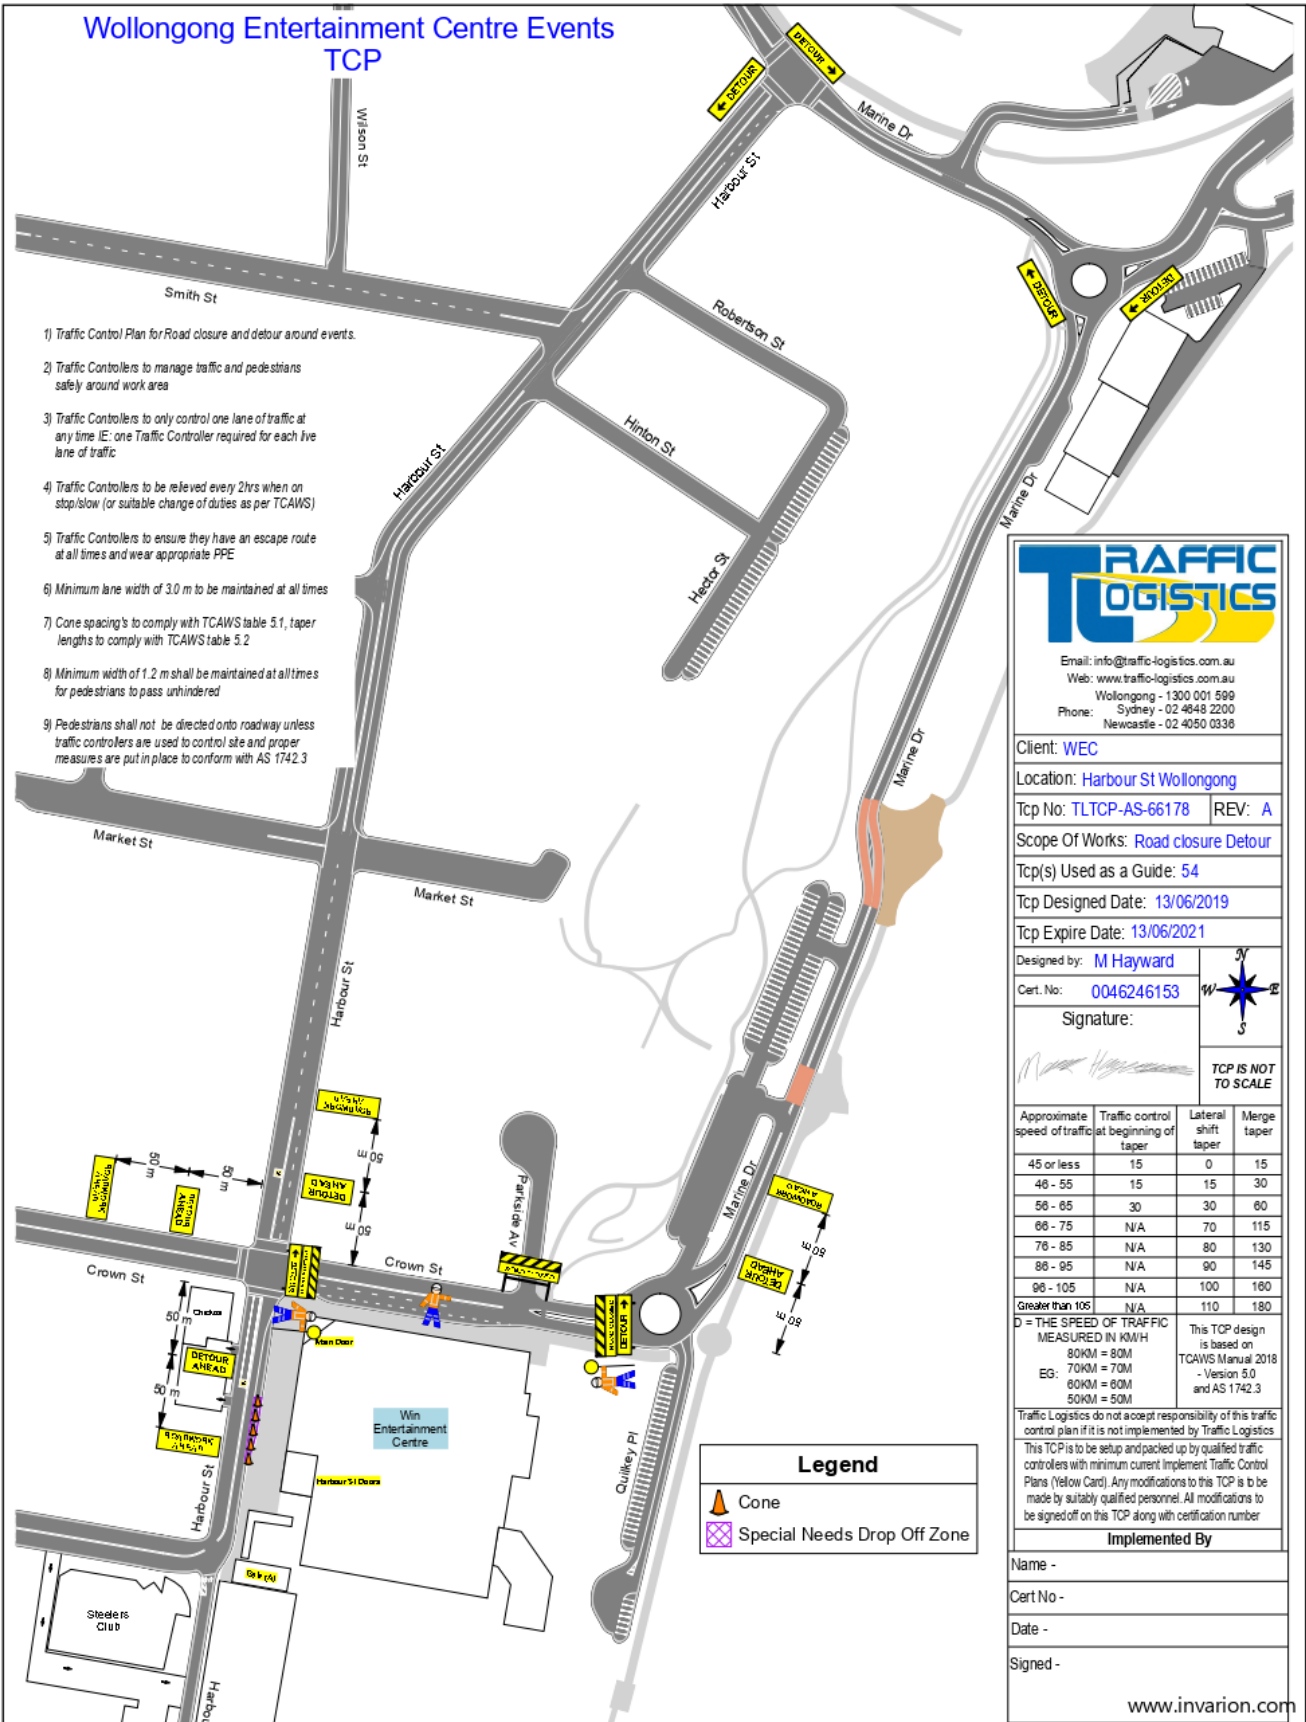 Wollongong Entertainment Centre Events
TCP
DETOUR
DETOUR
Wilson St
Marine Dr
Harbour St
Smith St
DETOUR
DETOUR
Robertson St
Hinton St
Harbour St
Marine Dr
Hector St
Marine Dr
1) Traffic Control Plan for Road closure and detour around events.
2) Traffic Controllers to manage traffic and pedestrians
safely around work area
3) Traffic Controllers to only control one lane of traffic at
any time IE: one Traffic Controller required for each live
lane of traffic
4) Traffic Controllers to be relieved every 2hrs when on
stop/slow (or suitable change of duties as per TCAWS)
5) Traffic Controllers to ensure they have an escape route
at all times and wear appropriate PPE
6) Minimum lane width of 3.0 m to be maintained at all times
7) Cone spacing's to comply with TCAWS table 5.1, taper
lengths to comply with TCAWS table 5.2
8) Minimum width of 1.2 m shall be maintained at all times
for pedestrians to pass unhindered
9) Pedestrians shall not be directed onto roadway unless
traffic controllers are used to control site and proper
measures are put in place to conform with AS 1742.3
Market St
Market St
Harbour St
50 m
50 m
DETOUR
AHEAD
50 m
50 m
DETOUR
AHEAD
Parkside Av
Marine Dr
ROADWORK
AHEAD
50 m
DETOUR
AHEAD
50 m
Crown St
Crown St
DETOUR
DETOUR
Chicko's
50 m
DETOUR
AHEAD
50 m
ROADWORK
AHEAD
Main Door
Win
Entertainment
Centre
Harbour St Doors
Harbour St
Quilkey Pl
Steelers
Club
Harbou
Legend
Cone
Special Needs Drop Off Zone
TRAFFIC
LOGISTICS
Email: info@traffic-logistics.com.au
Web: www.traffic-logistics.com.au
Wollongong - 1300 001 599
Phone: Sydney - 02 4648 2200
Newcastle - 02 4050 0336
Client: WEC
Location: Harbour St Wollongong
Tcp No: TLTCP-AS-66178 REV: A
Scope Of Works: Road closure Detour
Tcp(s) Used as a Guide: 54
Tcp Designed Date: 13/06/2019
Tcp Expire Date: 13/06/2021
Designed by: M Hayward
Cert. No: 0046246153
Signature:
N
W E
S
TCP IS NOT
TO SCALE
Approximate speed of traffic Traffic control at beginning of taper Lateral shift taper Merge taper
45 or less 15 0 15
46 - 55 15 15 30
56 - 65 30 30 60
66 - 75 N/A 70 115
76 - 85 N/A 80 130
86 - 95 N/A 90 145
96 - 105 N/A 100 160
Greater than 105 N/A 110 180
D = THE SPEED OF TRAFFIC
MEASURED IN KM/H
80KM = 80M
EG: 70KM = 70M
60KM = 60M
50KM = 50M
This TCP design
is based on
TCAWS Manual 2018
- Version 5.0
and AS 1742.3
Traffic Logistics do not accept responsibility of this traffic
control plan if it is not implemented by Traffic Logistics
This TCP is to be setup and packed up by qualified traffic
controllers with minimum current Implement Traffic Control
Plans (Yellow Card). Any modifications to this TCP is to be
made by suitably qualified personnel. All modifications to
be signed off on this TCP along with certification number
Implemented By
Name -
Cert No -
Date -
Signed -
www.invarion.com